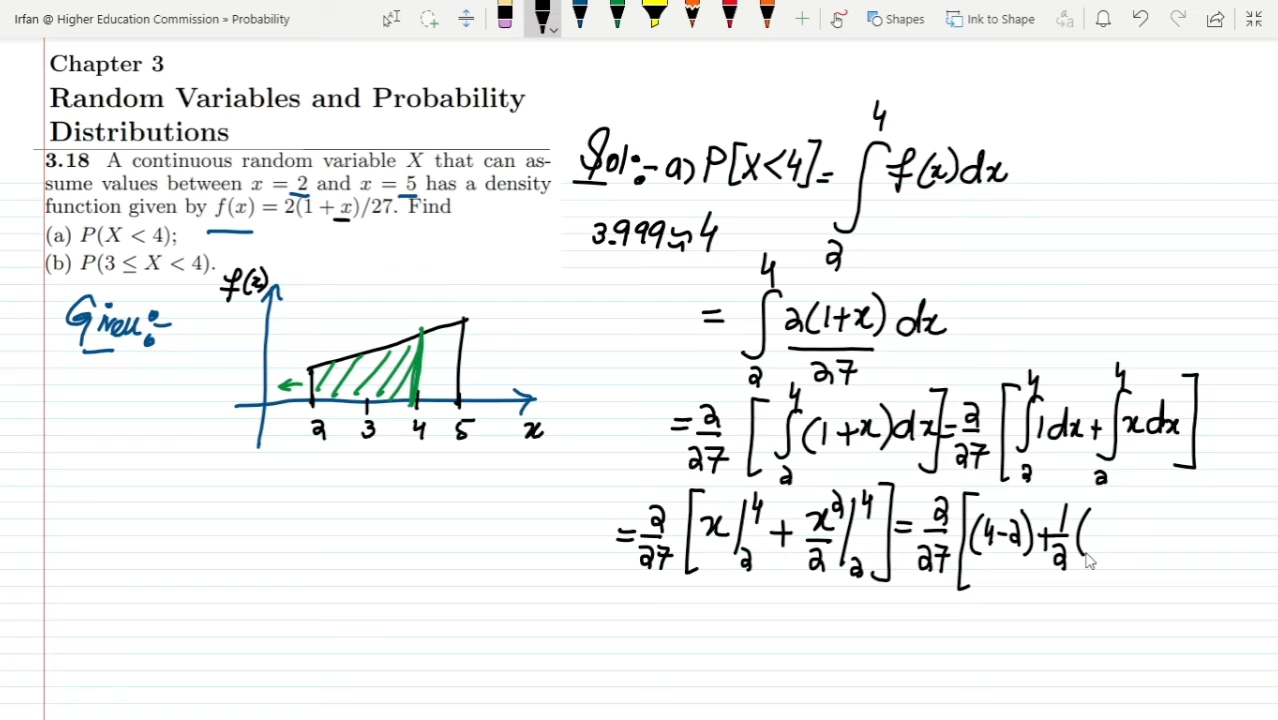 Irfan @ Higher Education Commission » Probability
Shapes
Ink to Shape
Chapter 3
Random Variables and Probability
Distributions
3.18 A continuous random variable X that can as-
sume values between x = 2 and x = 5 has a density
function given by f(x) = 2(1 + x)/27. Find
(a) P(X < 4);
(b) P(3 ≤ X < 4).
Given:-
f(x)
2 3 4 5 x
Sol:- a) P[X<4] = ∫₂⁴ f(x)dx
3.999≈4
= ∫₂⁴ 2(1+x)/27 dx
= 2/27 [∫₂⁴ (1+x)dx] = 2/27 [∫₂⁴ 1dx + ∫₂⁴ xdx]
= 2/27 [x|₂⁴ + x²/2|₂⁴] = 2/27 [(4-2)+1/2(